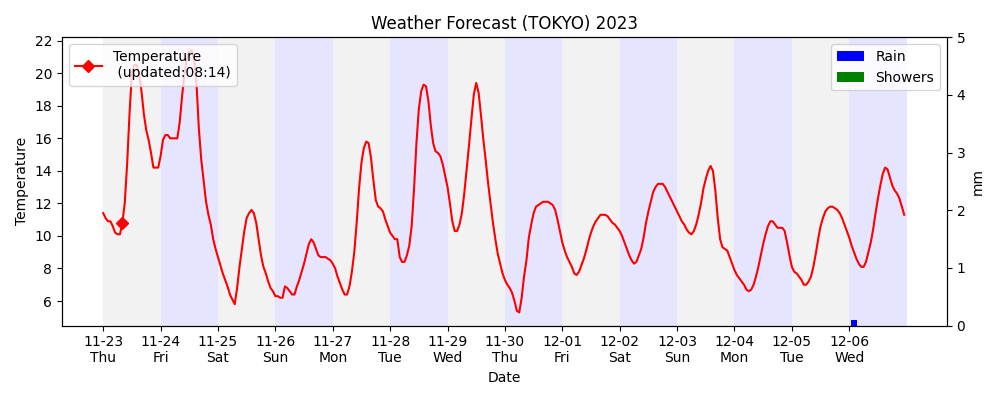 Weather Forecast (TOKYO) 2023
Temperature
(updated:08:14)
Rain
Showers
Temperature
22
20
18
16
14
12
10
8
6
5
4
3
2
1
0
mm
11-23 11-24 11-25 11-26 11-27 11-28 11-29 11-30 12-01 12-02 12-03 12-04 12-05 12-06
Thu Fri Sat Sun Mon Tue Wed Thu Fri Sat Sun Mon Tue Wed
Date